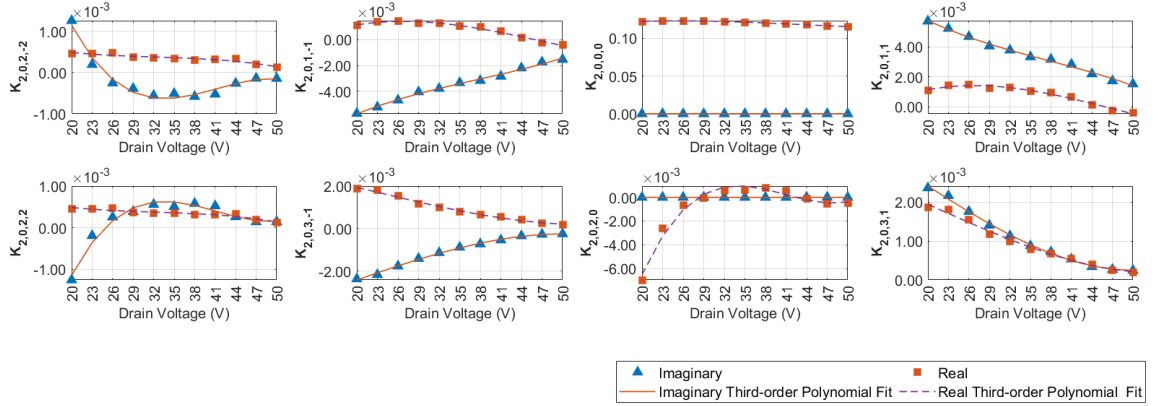 ×10⁻³
1.00
0.00
-1.00
K2,0,2,-2
20 23 26 29 32 35 38 41 44 47 50
Drain Voltage (V)
×10⁻³
0.00
-2.00
-4.00
K2,0,1,-1
20 23 26 29 32 35 38 41 44 47 50
Drain Voltage (V)
0.10
0.05
0.00
K2,0,0,0
20 23 26 29 32 35 38 41 44 47 50
Drain Voltage (V)
×10⁻³
4.00
2.00
0.00
K2,0,1,1
20 23 26 29 32 35 38 41 44 47 50
Drain Voltage (V)
×10⁻³
1.00
0.00
-1.00
K2,0,2,2
20 23 26 29 32 35 38 41 44 47 50
Drain Voltage (V)
×10⁻³
2.00
0.00
-2.00
K2,0,3,-1
20 23 26 29 32 35 38 41 44 47 50
Drain Voltage (V)
×10⁻³
0.00
-2.00
-4.00
-6.00
K2,0,2,0
20 23 26 29 32 35 38 41 44 47 50
Drain Voltage (V)
×10⁻³
2.00
1.00
0.00
K2,0,3,1
20 23 26 29 32 35 38 41 44 47 50
Drain Voltage (V)
Imaginary Real
Imaginary Third-order Polynomial Fit Real Third-order Polynomial Fit